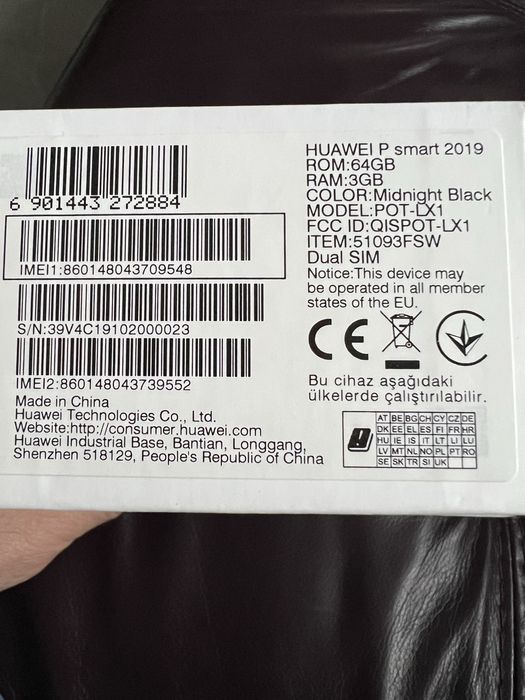 6 901443 272884
IMEI1:860148043709548
S/N:39V4C19102000023
IMEI2:860148043739552
Made in China
Huawei Technologies Co., Ltd.
Website:http://consumer.huawei.com
Huawei Industrial Base, Bantian, Longgang,
Shenzhen 518129, People's Republic of China
HUAWEI P smart 2019
ROM:64GB
RAM:3GB
COLOR:Midnight Black
MODEL:POT-LX1
FCC ID:QISPOT-LX1
ITEM:51093FSW
Dual SIM
Notice:This device may
be operated in all member
states of the EU.
CE
Bu cihaz aşağıdaki
ülkelerde çalıştırılabilir.
AT BE BG CH CY CZ DE
DK EE EL ES FI FR HR
HU IE IS IT LT LI LU
LV MT NL NO PL PT RO
SE SK TR SI UK